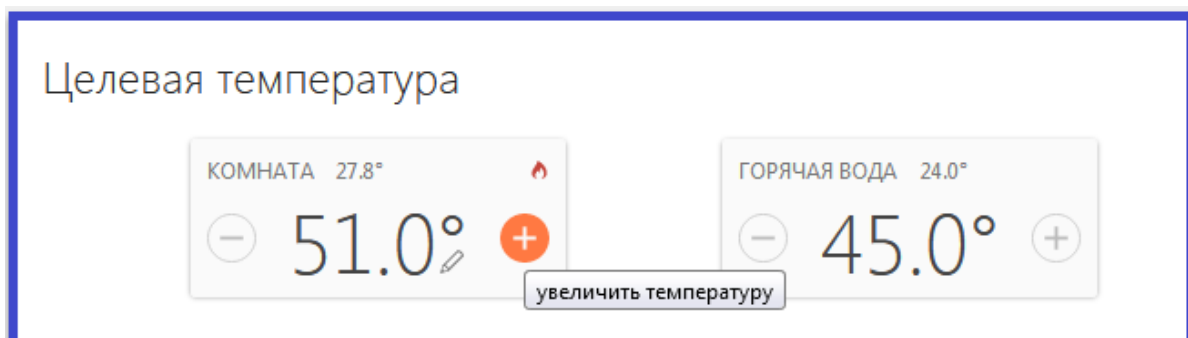 Целевая температура
КОМНАТА 27.8°
51.0°
увеличить температуру
ГОРЯЧАЯ ВОДА 24.0°
45.0°